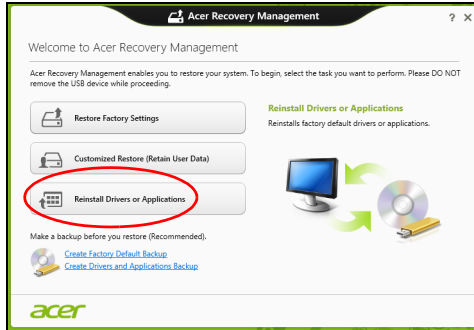 Acer Recovery Management
? X
Welcome to Acer Recovery Management
Acer Recovery Management enables you to restore your system. To begin, select the task you want to perform. Please DO NOT
remove the USB device while proceeding.
Restore Factory Settings
Customized Restore (Retain User Data)
Reinstall Drivers or Applications
Reinstall Drivers or Applications
Reinstalls factory default drivers or applications.
Make a backup before you restore (Recommended).
Create Factory Default Backup
Create Drivers and Applications Backup
acer